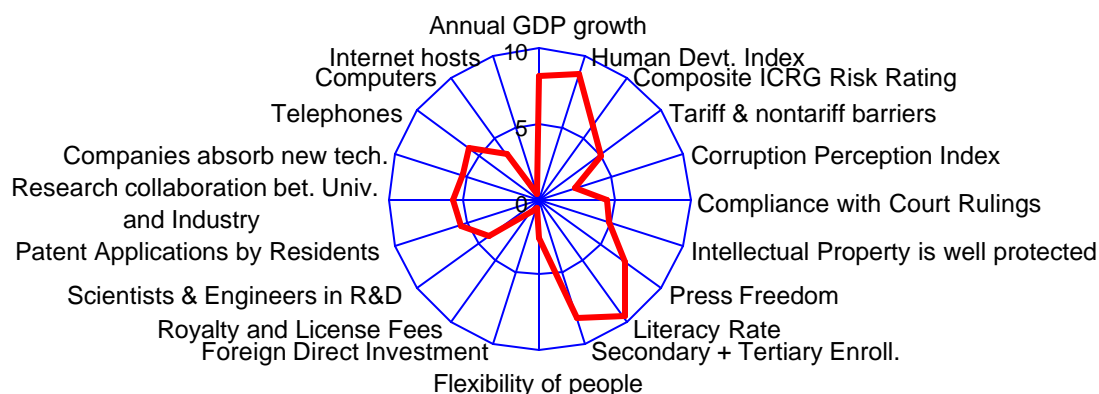 Annual GDP growth
10
Internet hosts
Human Devt. Index
Computers
Composite ICRG Risk Rating
Telephones
Tariff & nontariff barriers
5
Companies absorb new tech.
Corruption Perception Index
Research collaboration bet. Univ.
and Industry
0
Compliance with Court Rulings
Patent Applications by Residents
Intellectual Property is well protected
Scientists & Engineers in R&D
Press Freedom
Royalty and License Fees
Literacy Rate
Foreign Direct Investment
Secondary + Tertiary Enroll.
Flexibility of people